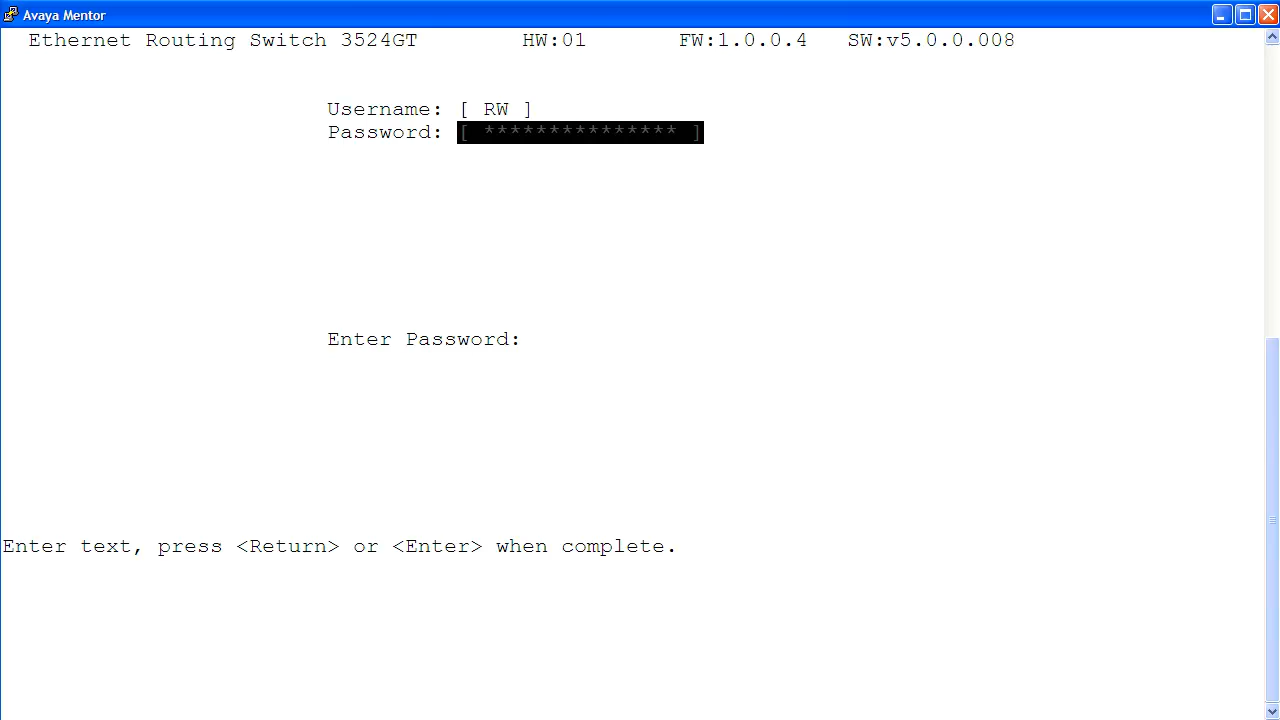 Avaya Mentor
Ethernet Routing Switch 3524GT HW:01 FW:1.0.0.4 SW:v5.0.0.008
Username: [ RW ]
Password: [ *************** ]
Enter Password:
Enter text, press <Return> or <Enter> when complete.